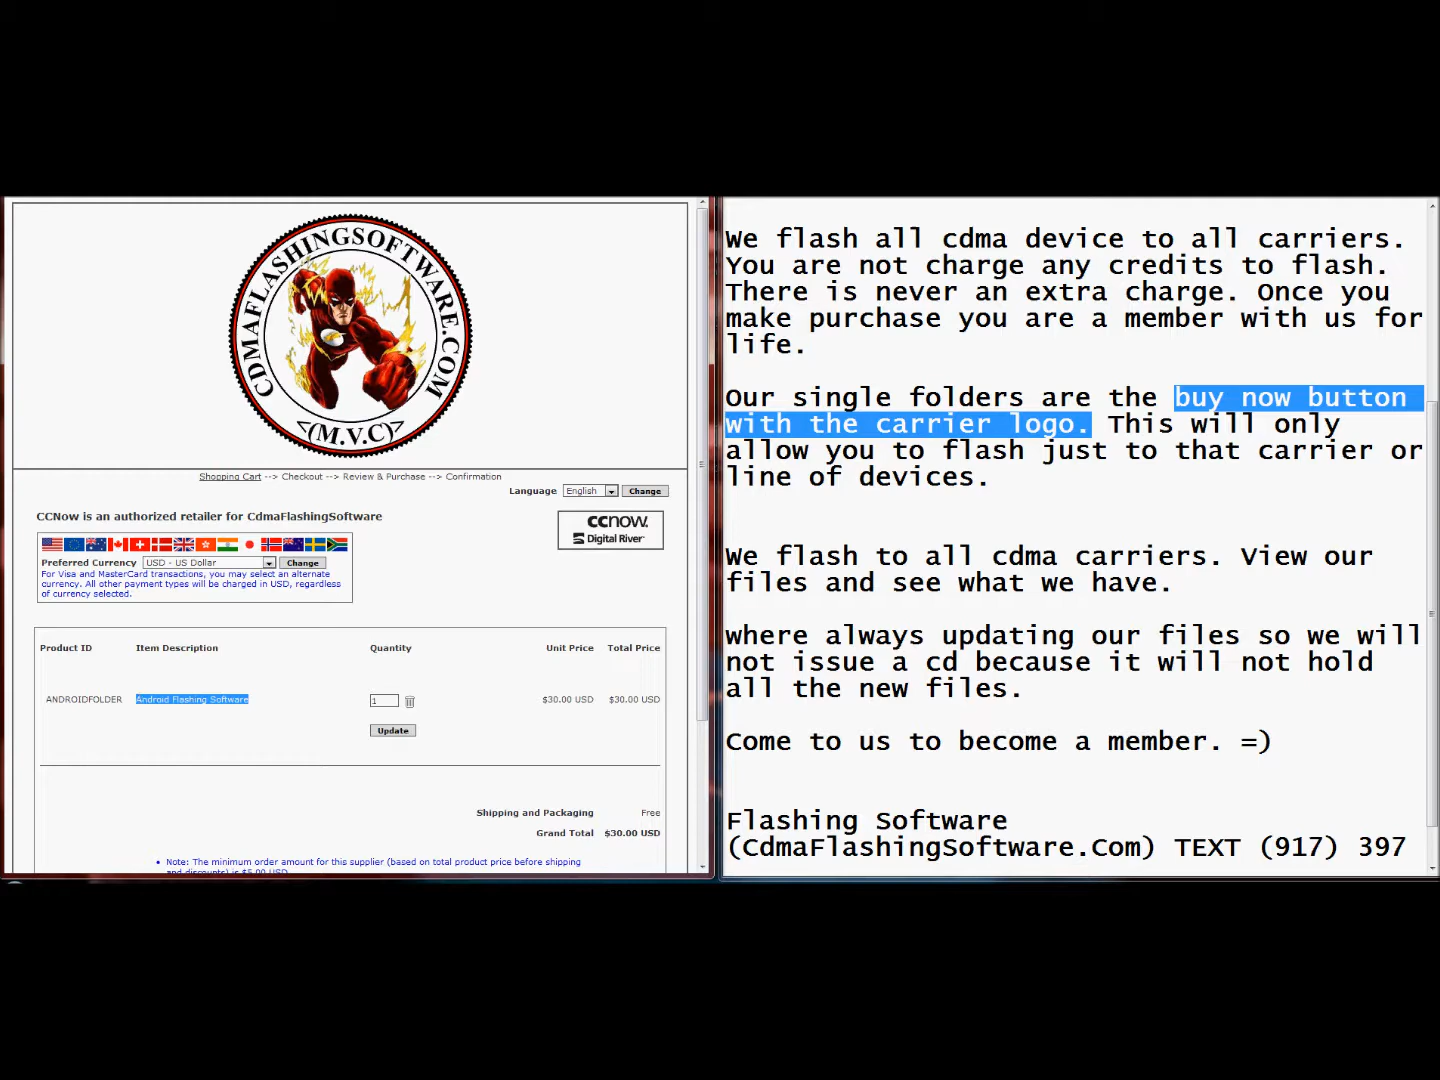 CDMAFLASHINGSOFTWARE.COM
<(M.V.C)>
Shopping Cart --> Checkout --> Review & Purchase --> Confirmation
Language English Change
CCNow is an authorized retailer for CdmaFlashingSoftware
ccnow.
Digital River
Preferred Currency USD - US Dollar Change
For Visa and MasterCard transactions, you may select an alternate
currency. All other payment types will be charged in USD, regardless
of currency selected.
Product ID Item Description Quantity Unit Price Total Price
ANDROIDFOLDER Android Flashing Software 1 $30.00 USD $30.00 USD
Update
Shipping and Packaging Free
Grand Total $30.00 USD
• Note: The minimum order amount for this supplier (based on total product price before shipping
and discounts) is $5.00 USD
We flash all cdma device to all carriers.
You are not charge any credits to flash.
There is never an extra charge. Once you
make purchase you are a member with us for
life.
Our single folders are the buy now button
with the carrier logo. This will only
allow you to flash just to that carrier or
line of devices.
We flash to all cdma carriers. View our
files and see what we have.
where always updating our files so we will
not issue a cd because it will not hold
all the new files.
Come to us to become a member. =)
Flashing Software
(CdmaFlashingSoftware.Com) TEXT (917) 397